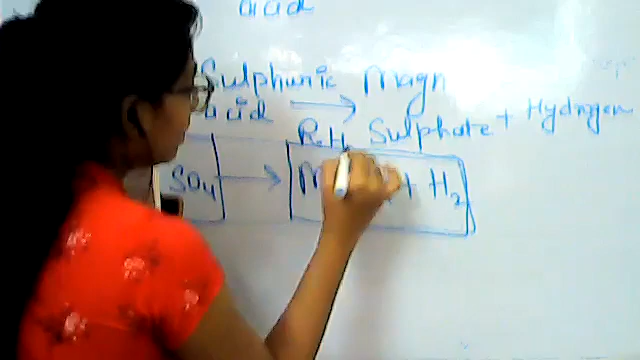 acid
Sulphuric Magn
acid → Sulphate + Hydrogen
R.H
SO4 → M + H2